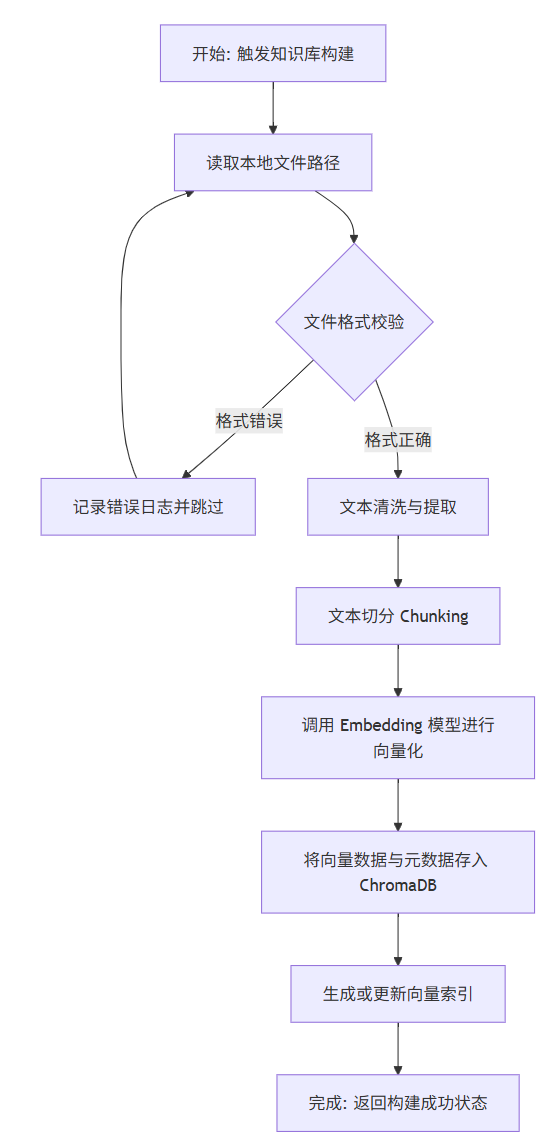 开始: 触发知识库构建
读取本地文件路径
文件格式校验
格式错误
格式正确
记录错误日志并跳过
文本清洗与提取
文本切分 Chunking
调用 Embedding 模型进行
向量化
将向量数据与元数据存入
ChromaDB
生成或更新向量索引
完成: 返回构建成功状态